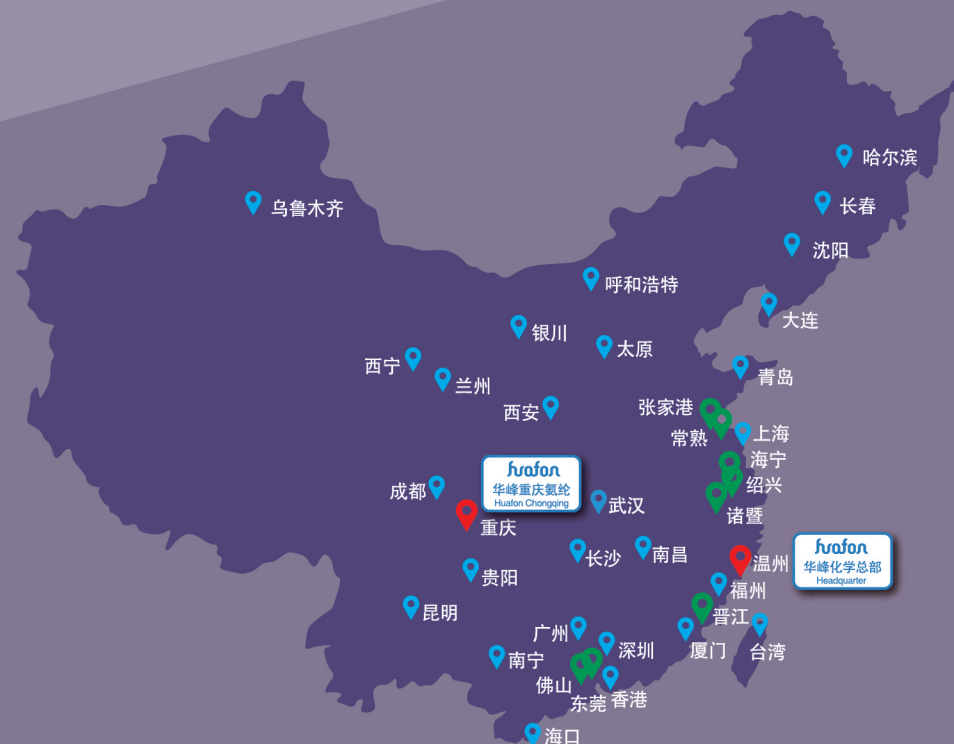 哈尔滨
长春
乌鲁木齐
沈阳
呼和浩特
大连
银川
太原
西宁
兰州
青岛
西安
张家港
常熟
上海
海宁
huafon
华峰重庆氨纶
Huafon Chongqing
成都
绍兴
武汉
诸暨
重庆
huafon
华峰化学总部
Headquarter
长沙
南昌
温州
贵阳
福州
昆明
晋江
广州
深圳
厦门
台湾
南宁
佛山
东莞
香港
海口